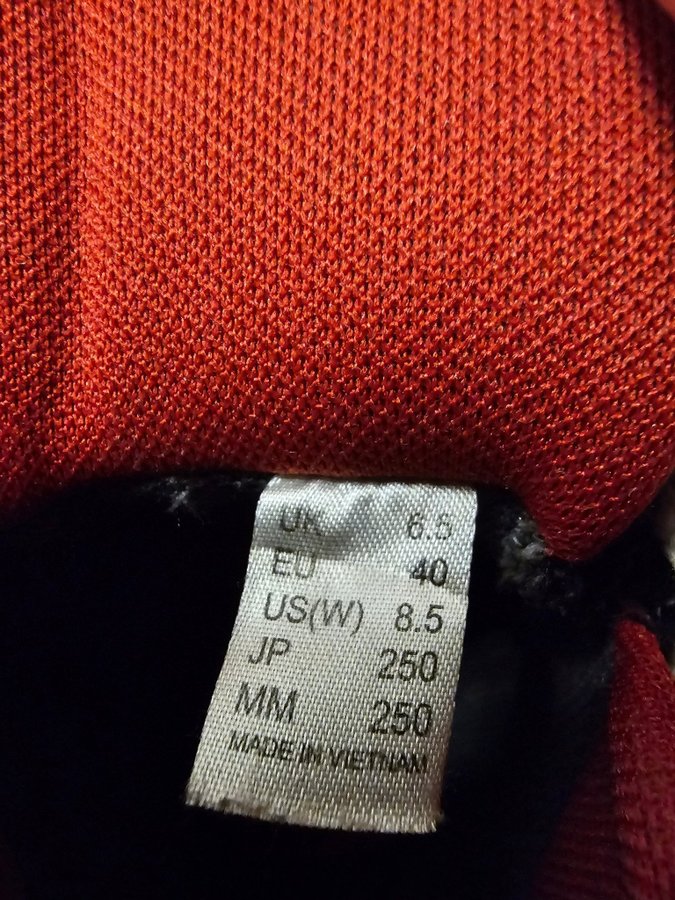 UK 6.5
EU 40
US(W) 8.5
JP 250
MM 250
MADE IN VIETNAM